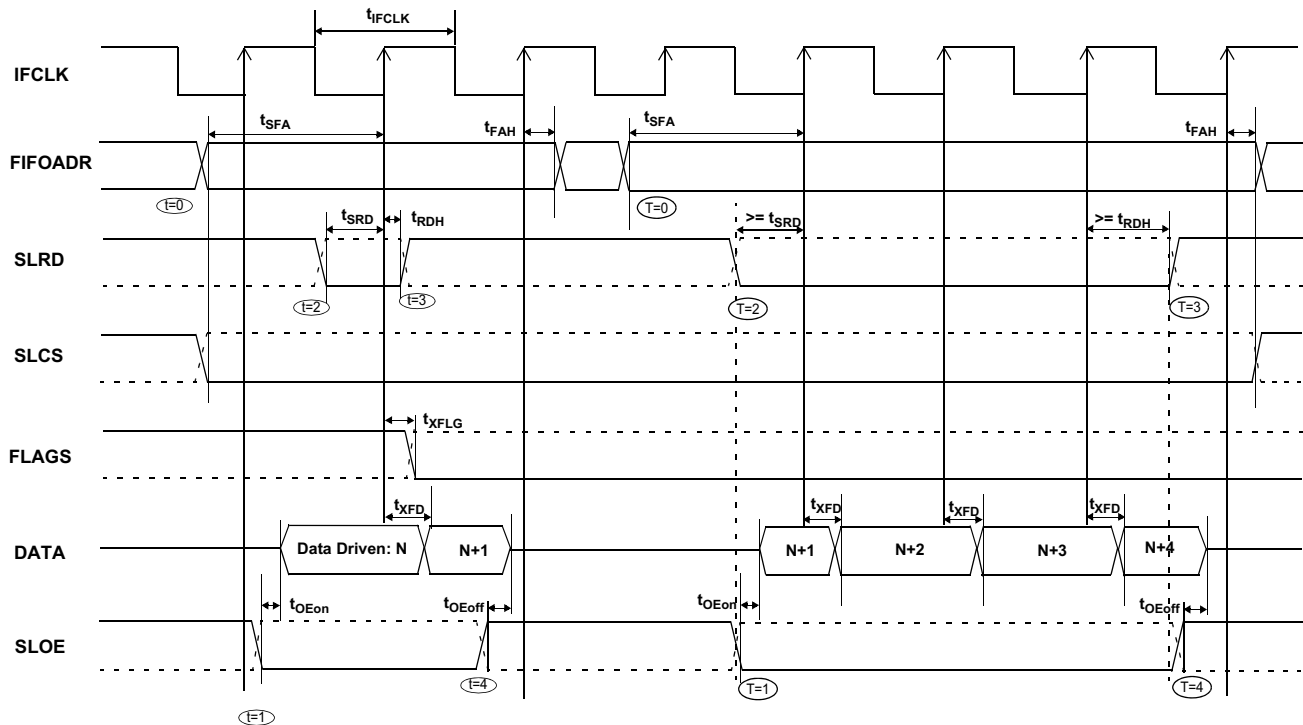 tIFCLK
IFCLK
tSFA
tFAH
tSFA
tFAH
FIFOADR
t=0
T=0
tSRD
tRDH
>= tSRD
>= tRDH
SLRD
t=2
t=3
T=2
T=3
SLCS
tXFLG
FLAGS
tXFD
tXFD
tXFD
tXFD
DATA
Data Driven: N
N+1
N+1
N+2
N+3
N+4
tOEon
tOEoff
tOEon
tOEoff
SLOE
t=4
T=1
T=4
t=1